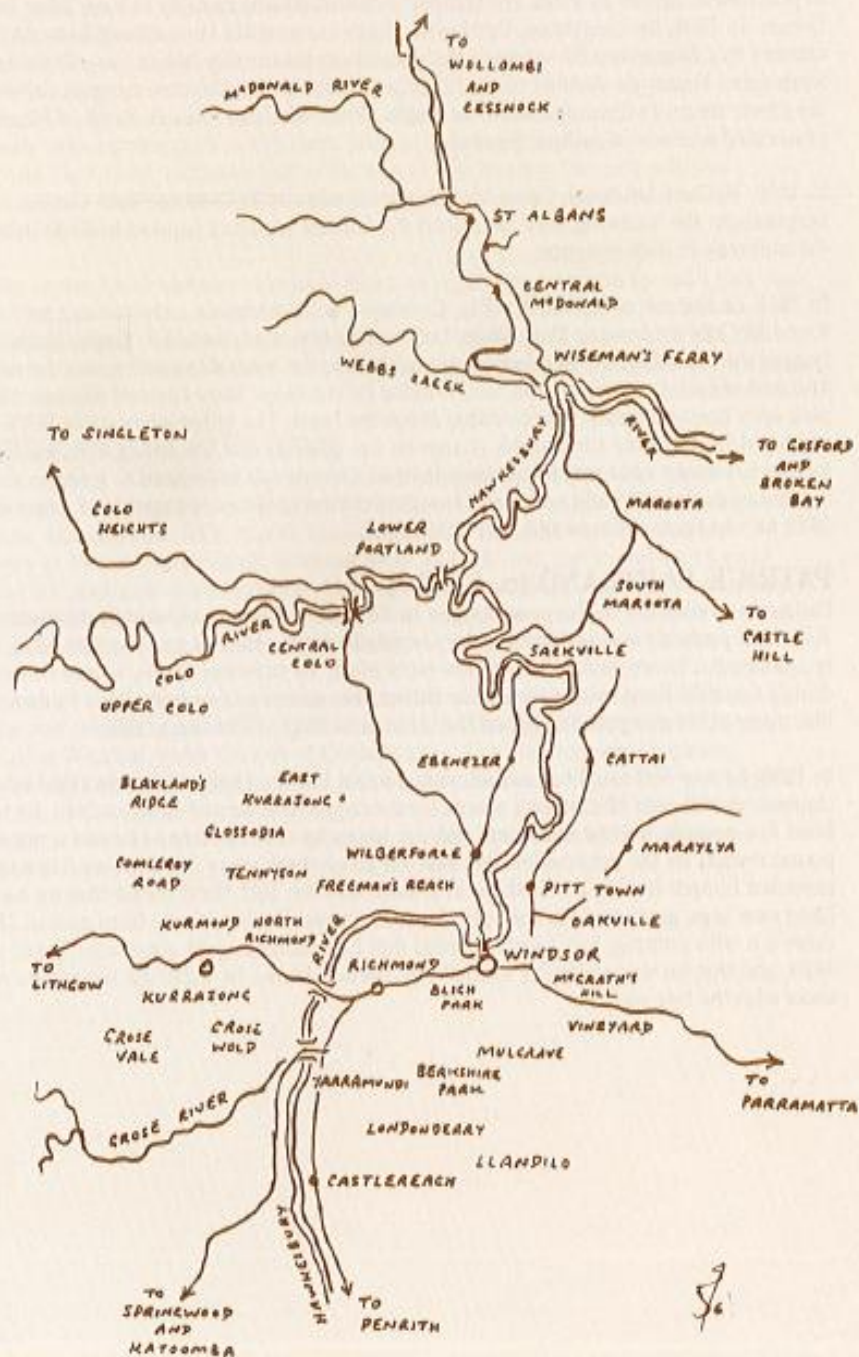 TO
WOLLOMBI
AND
CESSNOCK
McDONALD RIVER
ST ALBANS
CENTRAL
McDONALD
WEBBS CREEK
WISEMAN'S FERRY
RIVER
TO GOSFORD
AND
BROKEN
BAY
TO SINGLETON
HAWKESBURY
COLO
HEIGHTS
LOWER
PORTLAND
MAROOTA
SOUTH
MAROOTA
TO
CASTLE
HILL
COLO RIVER
CENTRAL
COLO
SACKVILLE
UPPER COLO
EBENEZER
CATTAI
BLAXLAND'S
RIDGE
EAST
KURRAJONG
GLOSSODIA
COMLEROY
ROAD
TENNYSON
WILBERFORCE
FREEMAN'S REACH
MARAYLYA
PITT TOWN
OAKVILLE
KURMOND
NORTH
RICHMOND
RIVER
TO
LITHGOW
KURRAJONG
RICHMOND
WINDSOR
BLIGH
PARK
McGRATH'S
HILL
VINEYARD
GROSE
VALE
GROSE
WOLD
MULGRAVE
YARRAMUNDI
BERKSHIRE
PARK
TO
PARRAMATTA
GROSE RIVER
LONDONDERRY
LLANDILO
CASTLEREAGH
HAWKESBURY
TO
SPRINGWOOD
AND
KATOOMBA
TO
PENRITH